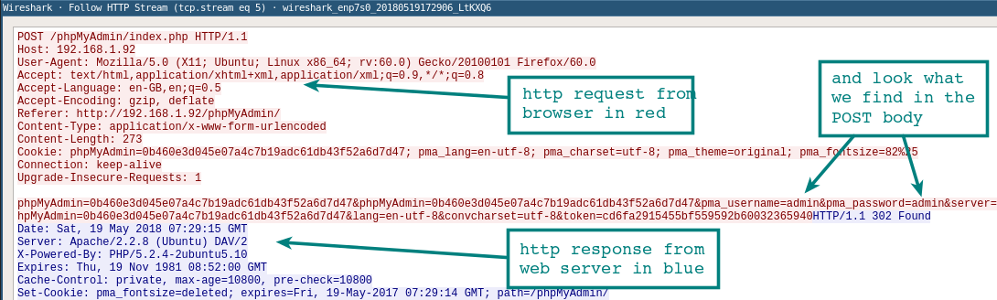 Wireshark · Follow HTTP Stream (tcp.stream eq 5) · wireshark_enp7s0_20180519172906_LtKXQ6
POST /phpMyAdmin/index.php HTTP/1.1
Host: 192.168.1.92
User-Agent: Mozilla/5.0 (X11; Ubuntu; Linux x86_64; rv:60.0) Gecko/20100101 Firefox/60.0
Accept: text/html,application/xhtml+xml,application/xml;q=0.9,*/*;q=0.8
Accept-Language: en-GB,en;q=0.5
Accept-Encoding: gzip, deflate
Referer: http://192.168.1.92/phpMyAdmin/
Content-Type: application/x-www-form-urlencoded
Content-Length: 273
Cookie: phpMyAdmin=0b460e3d045e07a4c7b19adc61db43f52a6d7d47; pma_lang=en-utf-8; pma_charset=utf-8; pma_theme=original; pma_fontsize=82%25
Connection: keep-alive
Upgrade-Insecure-Requests: 1
http request from
browser in red
and look what
we find in the
POST body
phpMyAdmin=0b460e3d045e07a4c7b19adc61db43f52a6d7d47&phpMyAdmin=0b460e3d045e07a4c7b19adc61db43f52a6d7d47&pma_username=admin&pma_password=admin&server=
hpMyAdmin=0b460e3d045e07a4c7b19adc61db43f52a6d7d47&lang=en-utf-8&convcharset=utf-8&token=cd6fa2915455bf559592b60032365940HTTP/1.1 302 Found
Date: Sat, 19 May 2018 07:29:15 GMT
Server: Apache/2.2.8 (Ubuntu) DAV/2
X-Powered-By: PHP/5.2.4-2ubuntu5.10
Expires: Thu, 19 Nov 1981 08:52:00 GMT
Cache-Control: private, max-age=10800, pre-check=10800
Set-Cookie: pma_fontsize=deleted; expires=Fri, 19-May-2017 07:29:14 GMT; path=/phpMyAdmin/
http response from
web server in blue